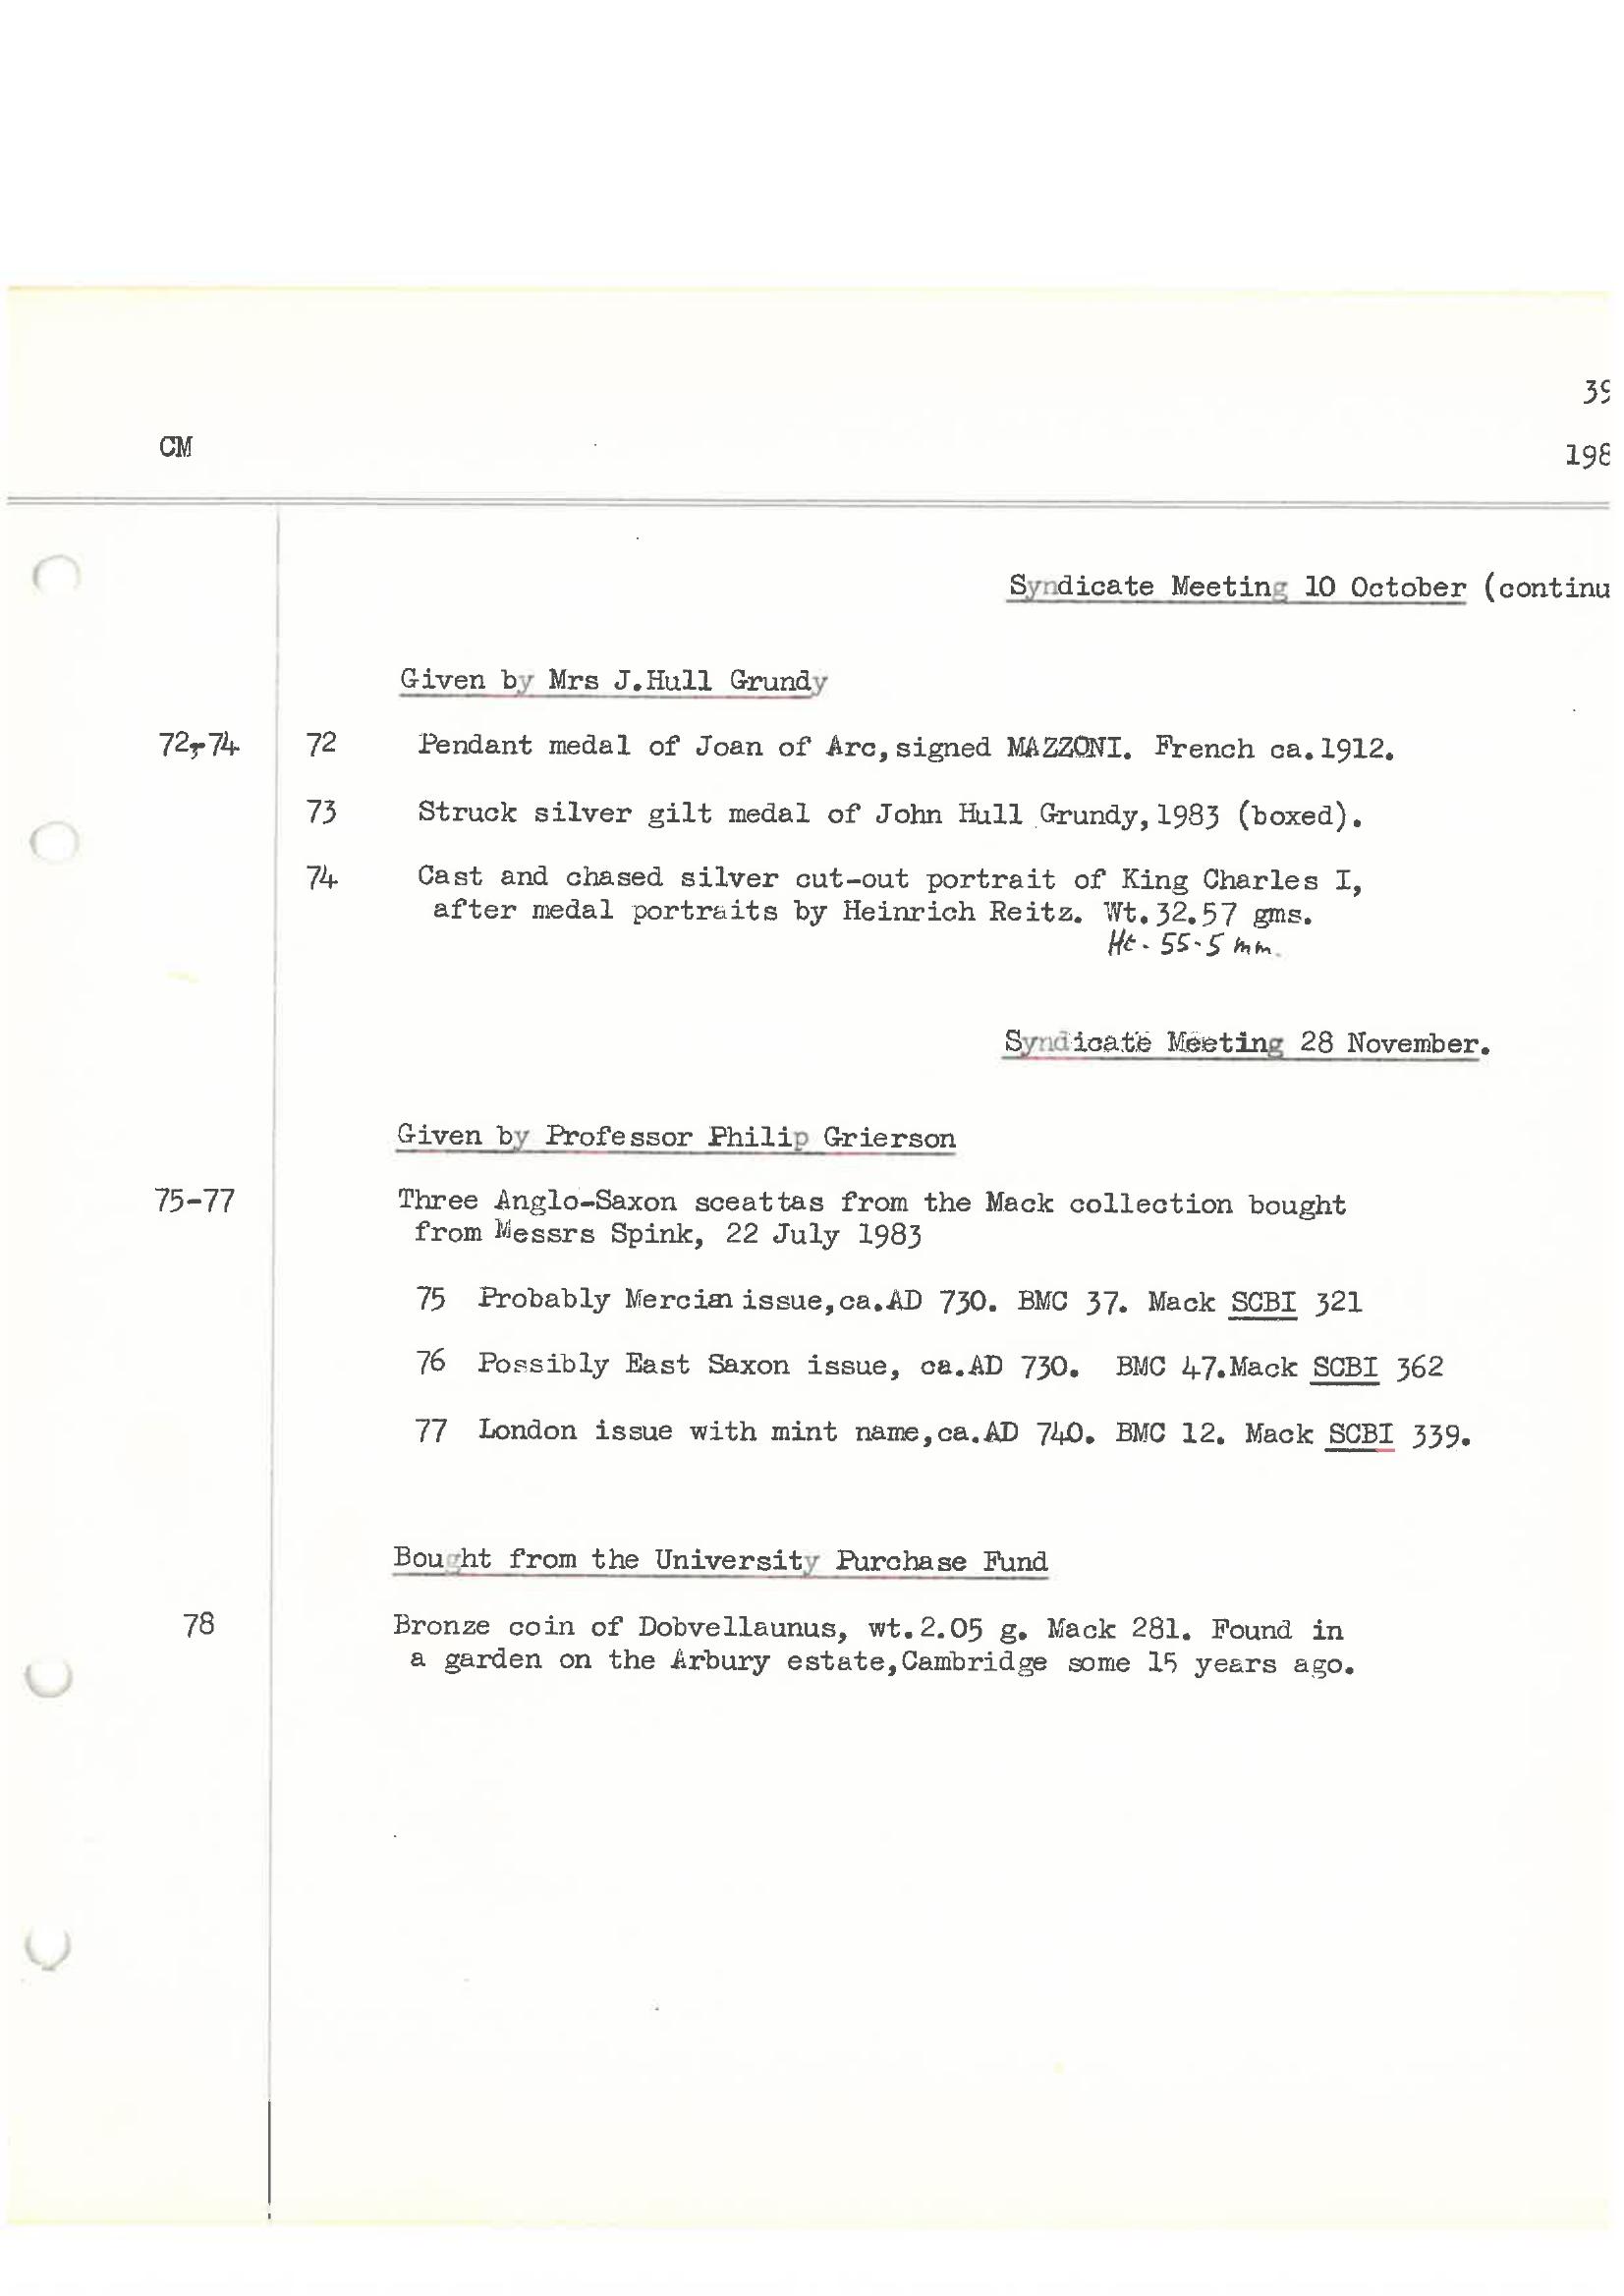 39
CM
198
Syndicate Meeting 10 October (continu
Given by Mrs J.Hull Grundy
72-74 72 Pendant medal of Joan of Arc,signed MAZZONI. French ca.1912.
73 Struck silver gilt medal of John Hull Grundy,1983 (boxed).
74 Cast and chased silver cut-out portrait of King Charles I,
after medal portraits by Heinrich Reitz. Wt.32.57 gms.
Ht. 55.5 mm.
Syndicate Meeting 28 November.
Given by Professor Philip Grierson
75-77 Three Anglo-Saxon sceattas from the Mack collection bought
from Messrs Spink, 22 July 1983
75 Probably Mercian issue,ca.AD 730. BMC 37. Mack SCBI 321
76 Possibly East Saxon issue, ca.AD 730. BMC 47.Mack SCBI 362
77 London issue with mint name,ca.AD 740. BMC 12. Mack SCBI 339.
Bought from the University Purchase Fund
78 Bronze coin of Dobvellaunus, wt.2.05 g. Mack 281. Found in
a garden on the Arbury estate,Cambridge some 15 years ago.